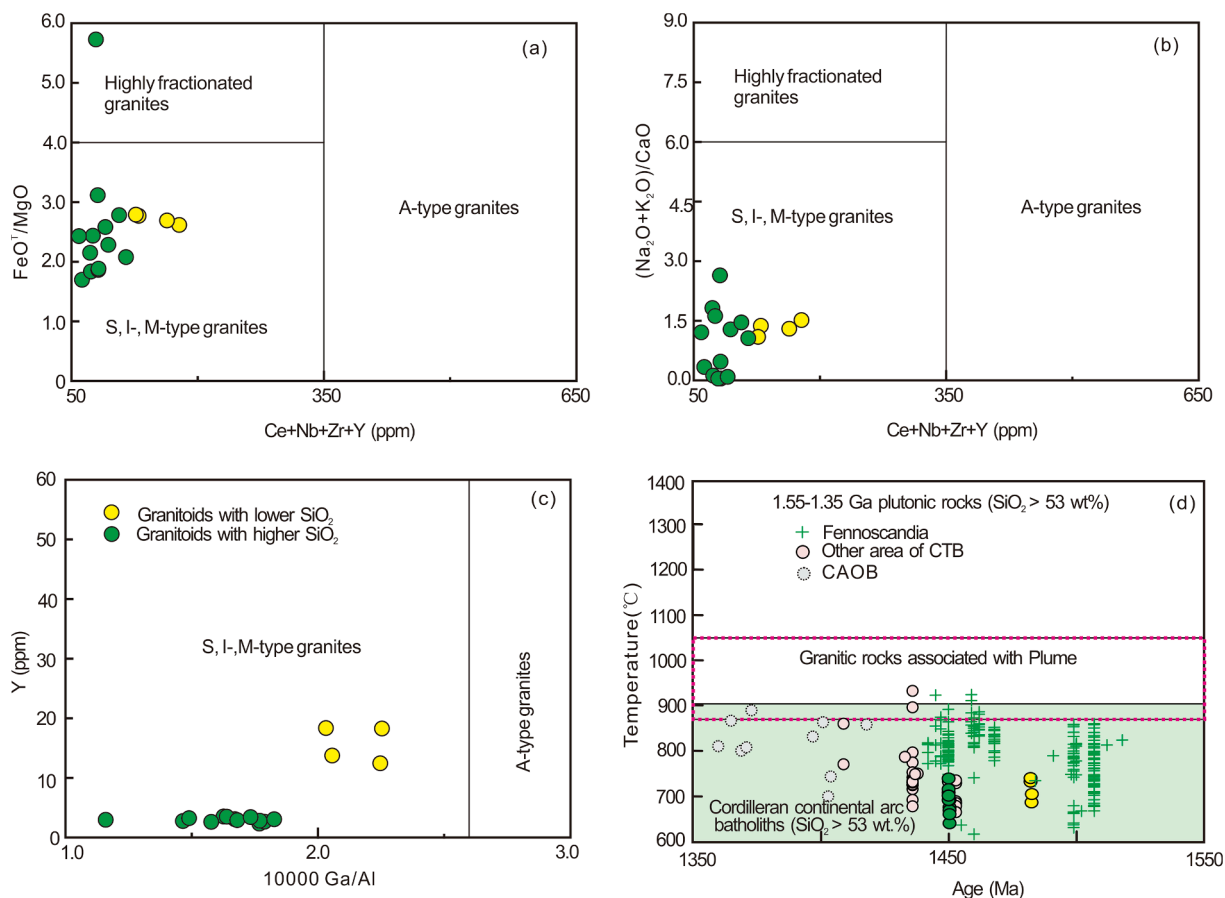 6.0
5.0
4.0
3.0
2.0
1.0
0
50
350
650
FeOᵀ/MgO
Ce+Nb+Zr+Y (ppm)
(a)
Highly fractionated
granites
A-type granites
S, I-, M-type granites
9.0
7.5
6.0
4.5
3.0
1.5
0.0
50
350
650
(Na₂O+K₂O)/CaO
Ce+Nb+Zr+Y (ppm)
(b)
Highly fractionated
granites
S, I-, M-type granites
A-type granites
60
50
40
30
20
10
0
1.0
2.0
3.0
Y (ppm)
10000 Ga/Al
(c)
Granitoids with lower SiO₂
Granitoids with higher SiO₂
S, I-,M-type granites
A-type granites
1400
1300
1200
1100
1000
900
800
700
600
1350
1450
1550
Temperature(℃)
Age (Ma)
(d)
1.55-1.35 Ga plutonic rocks (SiO₂ > 53 wt%)
Fennoscandia
Other area of CTB
CAOB
Granitic rocks associated with Plume
Cordilleran continental arc
batholiths (SiO₂ > 53 wt.%)